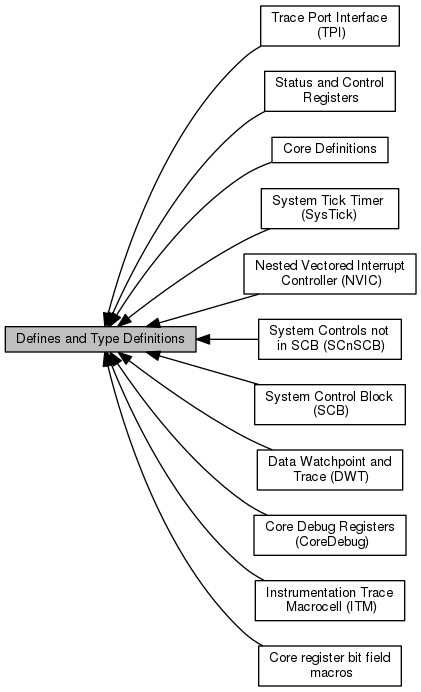 Trace Port Interface
(TPI)
Status and Control
Registers
Core Definitions
System Tick Timer
(SysTick)
Nested Vectored Interrupt
Controller (NVIC)
Defines and Type Definitions
System Controls not
in SCB (SCnSCB)
System Control Block
(SCB)
Data Watchpoint and
Trace (DWT)
Core Debug Registers
(CoreDebug)
Instrumentation Trace
Macrocell (ITM)
Core register bit field
macros